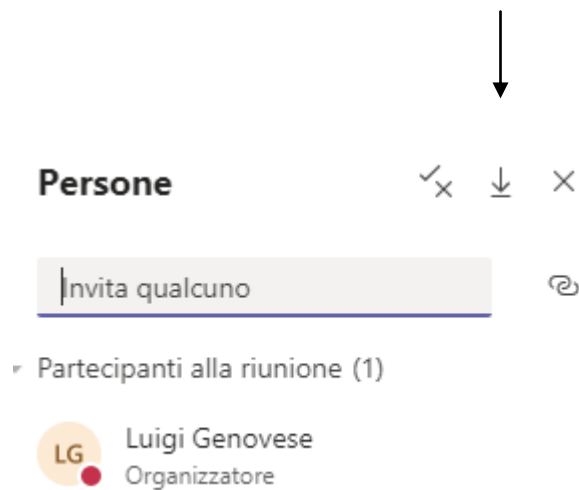 Persone
Invita qualcuno
Partecipanti alla riunione (1)
LG
Luigi Genovese
Organizzatore